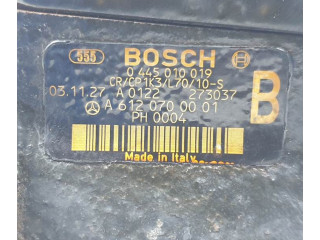 555 BOSCH
0 445 010 019
CR/CP1K3/L70/10-S
03.11.27 A 0122 273037
A 612 070 00 01
B
PH 0004
Made in Italy